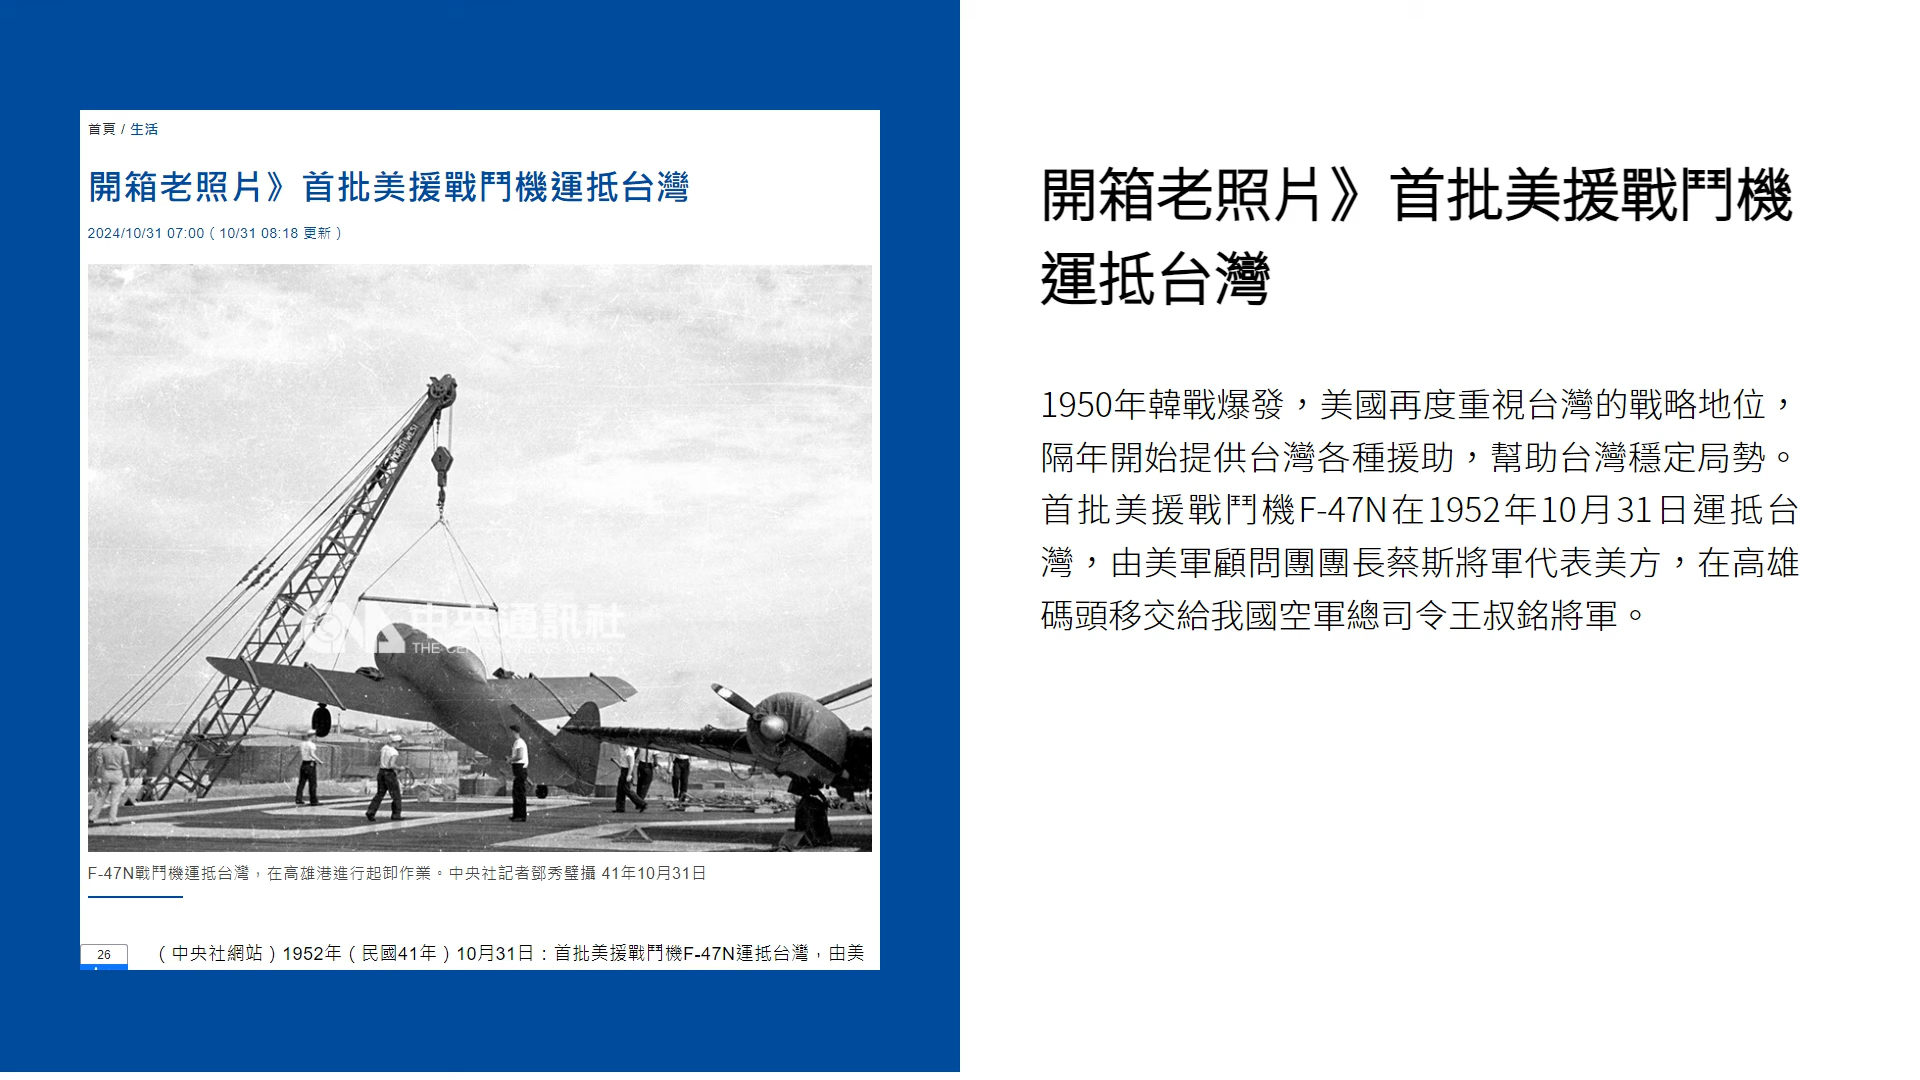 首頁 / 生活
開箱老照片》首批美援戰鬥機運抵台灣
2024/10/31 07:00（10/31 08:18 更新）
NORTHWEST
CNA 中央通訊社
THE CENTRAL NEWS AGENCY
F-47N戰鬥機運抵台灣，在高雄港進行起卸作業。中央社記者鄧秀璧攝 41年10月31日
26
（中央社網站）1952年（民國41年）10月31日：首批美援戰鬥機F-47N運抵台灣，由美
開箱老照片》首批美援戰鬥機
運抵台灣
1950年韓戰爆發，美國再度重視台灣的戰略地位，
隔年開始提供台灣各種援助，幫助台灣穩定局勢。
首批美援戰鬥機F-47N在1952年10月31日運抵台
灣，由美軍顧問團團長蔡斯將軍代表美方，在高雄
碼頭移交給我國空軍總司令王叔銘將軍。